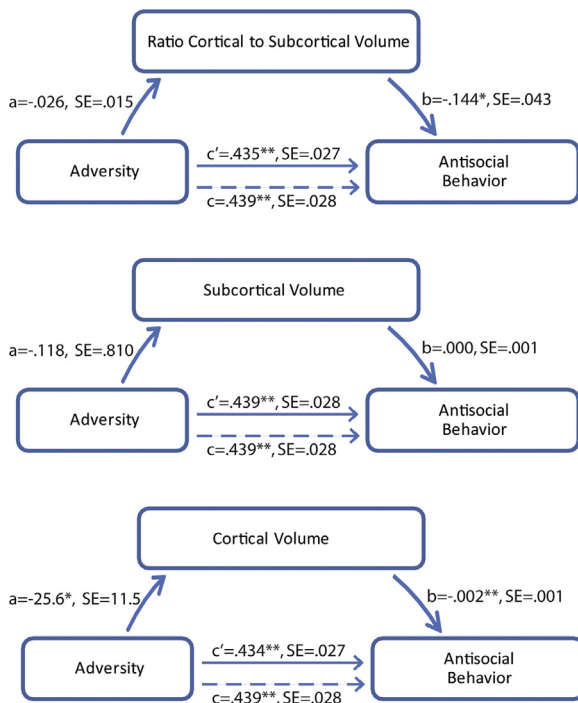 Ratio Cortical to Subcortical Volume
a=-.026, SE=.015
b=-.144*, SE=.043
Adversity
c'=.435**, SE=.027
c=.439**, SE=.028
Antisocial
Behavior
Subcortical Volume
a=-.118, SE=.810
b=.000, SE=.001
Adversity
c'=.439**, SE=.028
c=.439**, SE=.028
Antisocial
Behavior
Cortical Volume
a=-25.6*, SE=11.5
b=-.002**, SE=.001
Adversity
c'=.434**, SE=.027
c=.439**, SE=.028
Antisocial
Behavior